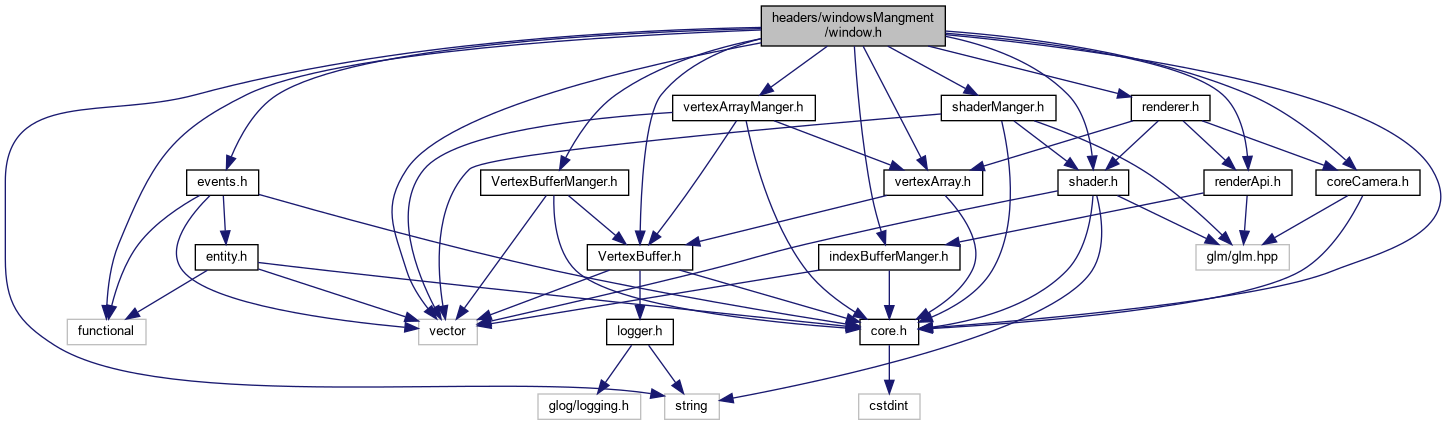 headers/windowsMangment
/window.h
vertexArrayManger.h
shaderManger.h
renderer.h
events.h
VertexBufferManger.h
vertexArray.h
shader.h
renderApi.h
coreCamera.h
entity.h
VertexBuffer.h
indexBufferManger.h
glm/glm.hpp
functional
vector
logger.h
core.h
glog/logging.h
string
cstdint